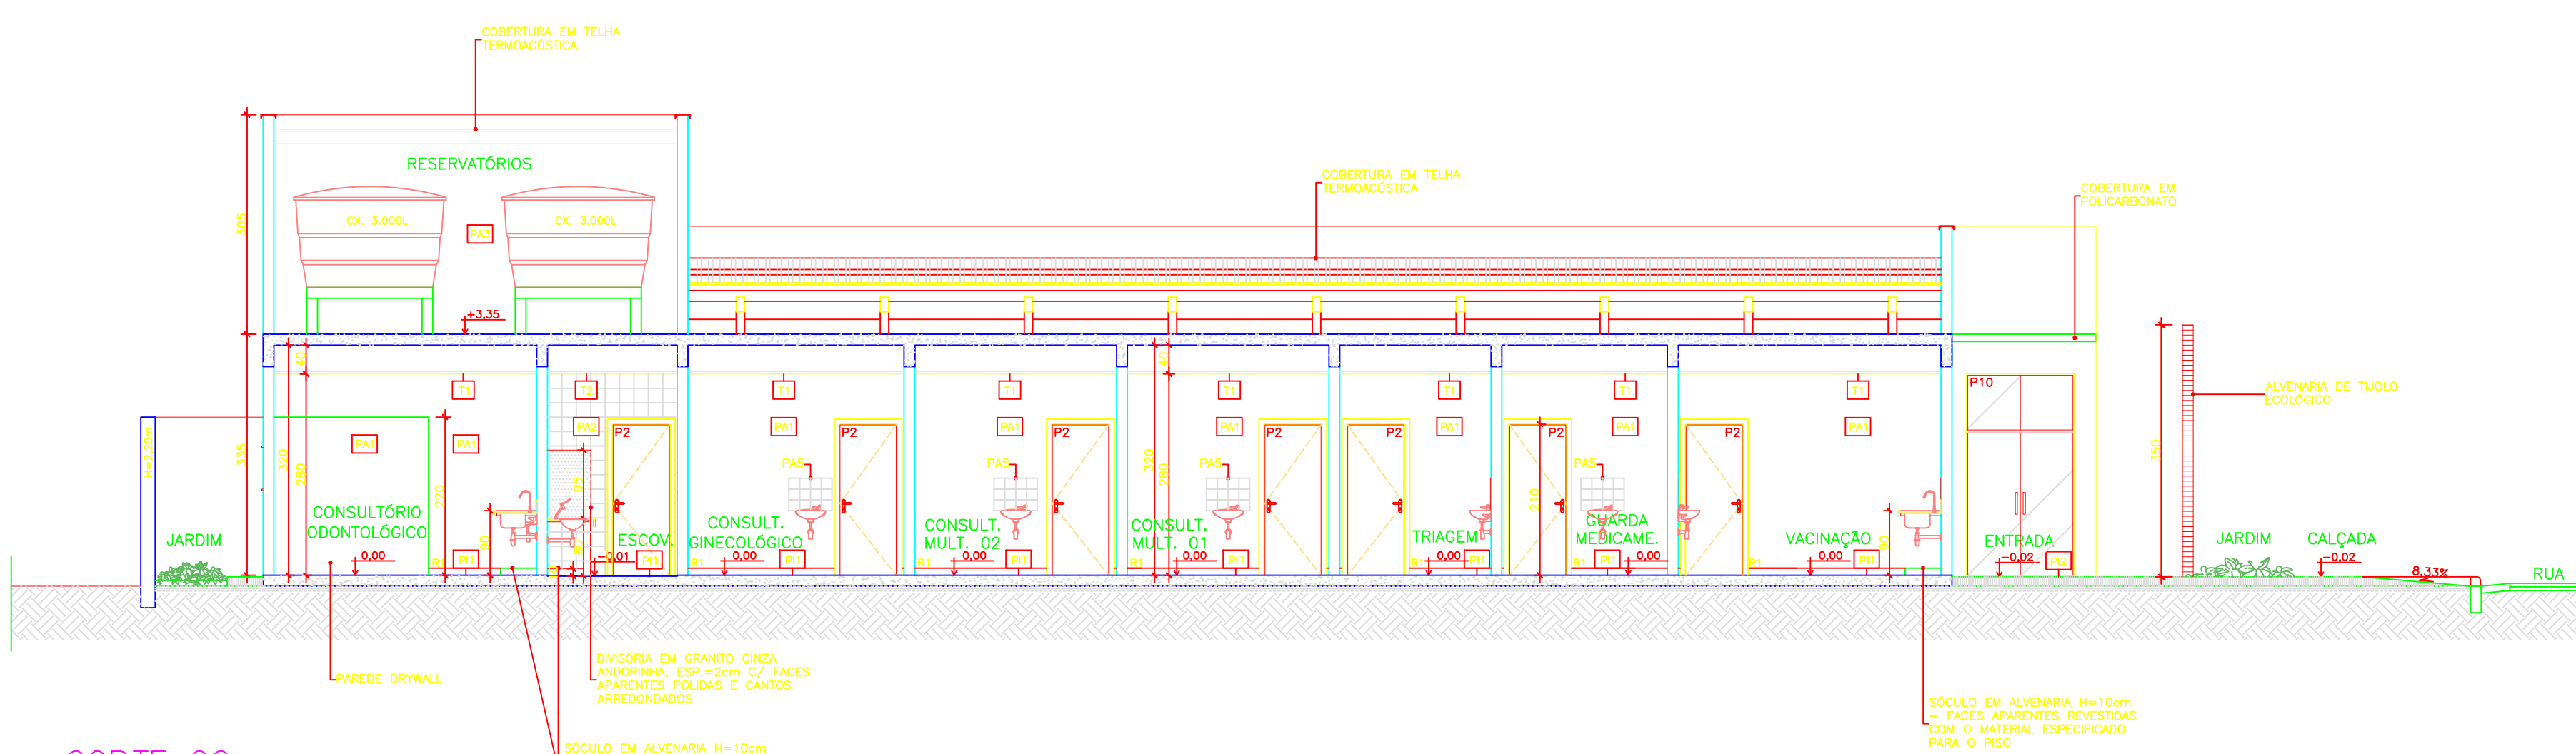 COBERTURA EM TELHA
TERMOACÚSTICA
RESERVATÓRIOS
CX. 3.000L
CX. 3.000L
PA3
305
+3,35
COBERTURA EM TELHA
TERMOACÚSTICA
COBERTURA EM
POLICARBONATO
H=2,20m
335
320
280
40
T1
T2
T1
T1
40
T1
T1
T1
T1
P10
PA1
PA1
PA2
PA1
PA1
PA1
PA1
PA1
PA1
P2
P2
P2
P2
P2
P2
P2
PA5
PA5
PA5
PA5
320
280
220
95
90
80
210
90
350
ALVENARIA DE TIJOLO
ECOLÓGICO
JARDIM
CONSULTÓRIO
ODONTOLÓGICO
ESCOV.
CONSULT.
GINECOLÓGICO
CONSULT.
MULT. 02
CONSULT.
MULT. 01
TRIAGEM
GUARDA
MEDICAME.
VACINAÇÃO
ENTRADA
JARDIM
CALÇADA
RUA
0,00
R1
PI1
-0,01
PI1
R1
0,00
PI1
R1
0,00
PI1
R1
0,00
PI1
0,00
PI1
R1
PI1
0,00
R1
0,00
PI1
-0,02
PI2
-0,02
8,33%
PAREDE DRYWALL
DIVISÓRIA EM GRANITO CINZA
ANDORINHA, ESP.=2cm C/ FACES
APARENTES POLIDAS E CANTOS
ARREDONDADOS
SÓCULO EM ALVENARIA H=10cm
SÓCULO EM ALVENARIA H=10cm
- FACES APARENTES REVESTIDAS
COM O MATERIAL ESPECIFICADO
PARA O PISO